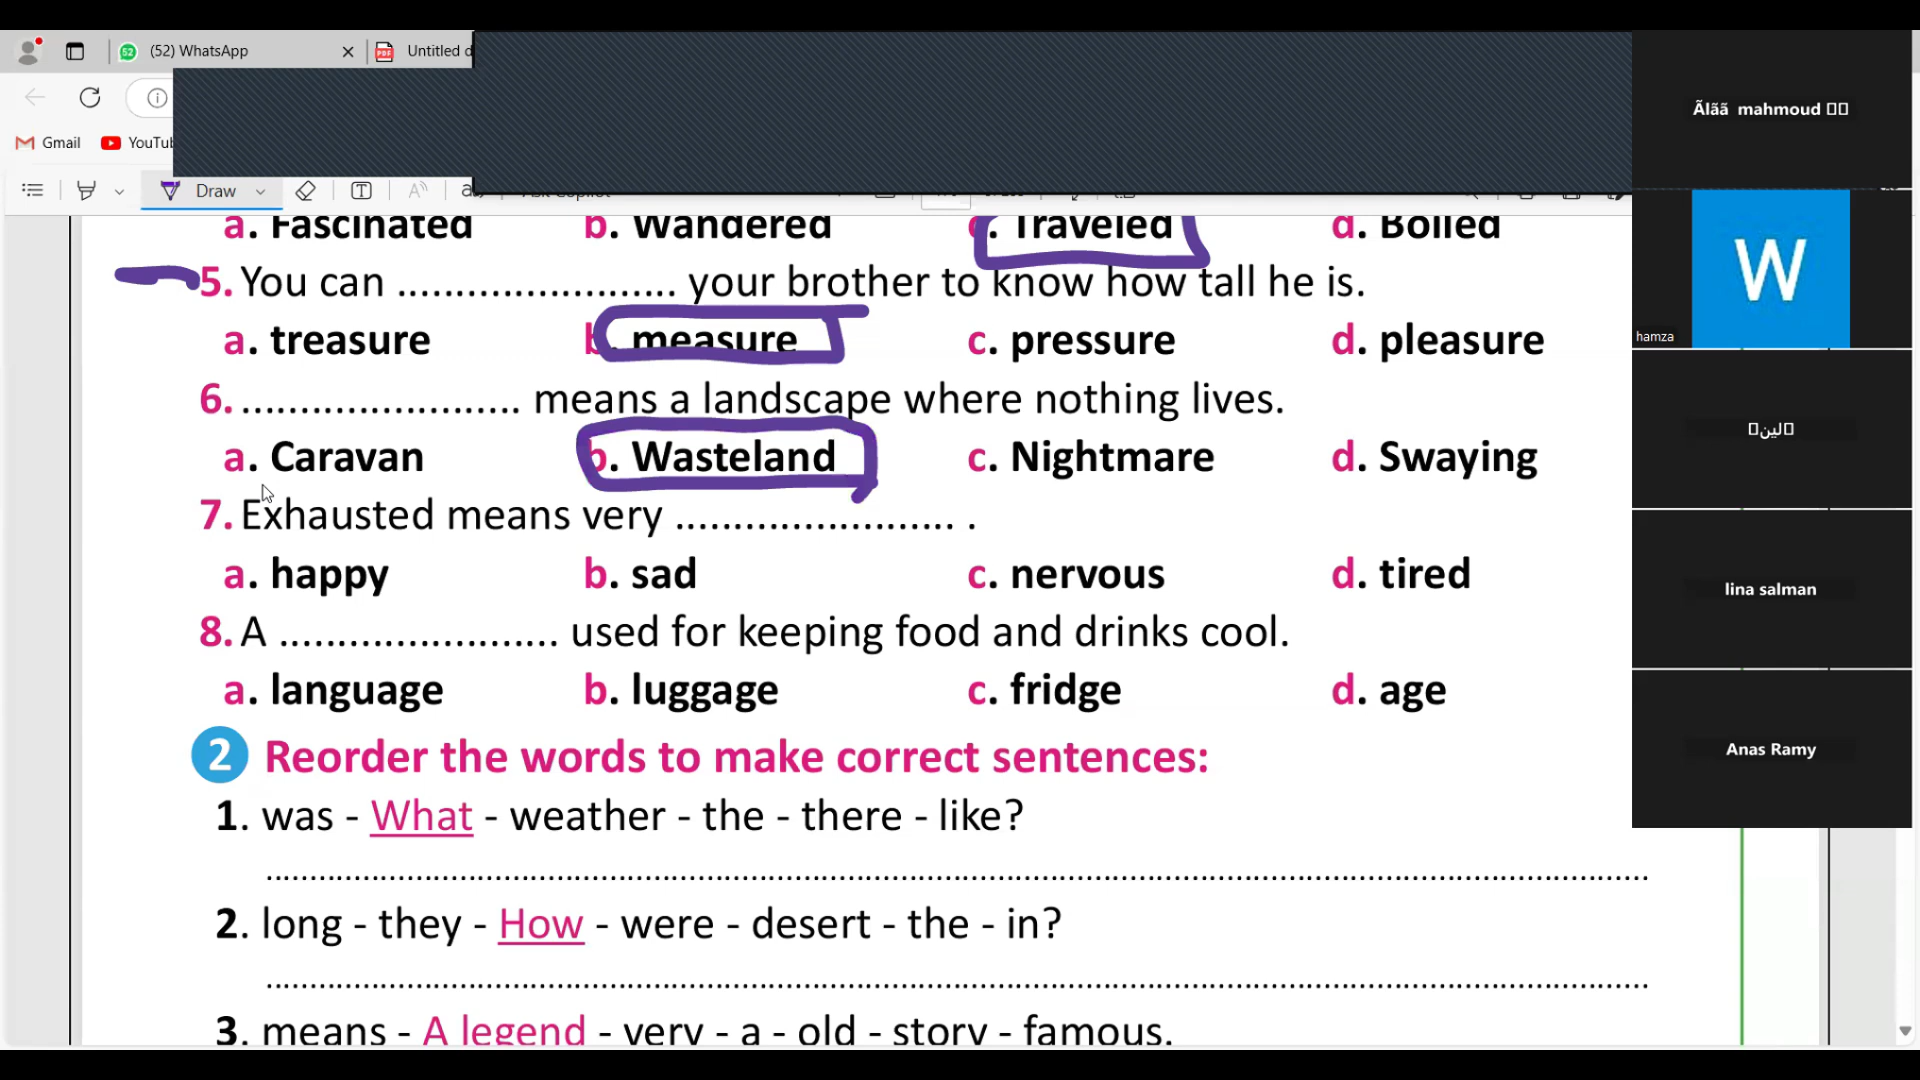 (52) WhatsApp
Untitled d
Gmail
YouTub
Draw
a. Fascinated b. Wandered c. Traveled d. Boiled
5. You can ........................ your brother to know how tall he is.
a. treasure b. measure c. pressure d. pleasure
6. ........................ means a landscape where nothing lives.
a. Caravan b. Wasteland c. Nightmare d. Swaying
7. Exhausted means very ........................ .
a. happy b. sad c. nervous d. tired
8. A ........................ used for keeping food and drinks cool.
a. language b. luggage c. fridge d. age
2 Reorder the words to make correct sentences:
1. was - What - weather - the - there - like?
2. long - they - How - were - desert - the - in?
3. means - A legend - very - a - old - story - famous.
Ãlãã mahmoud
W
hamza
لين
lina salman
Anas Ramy